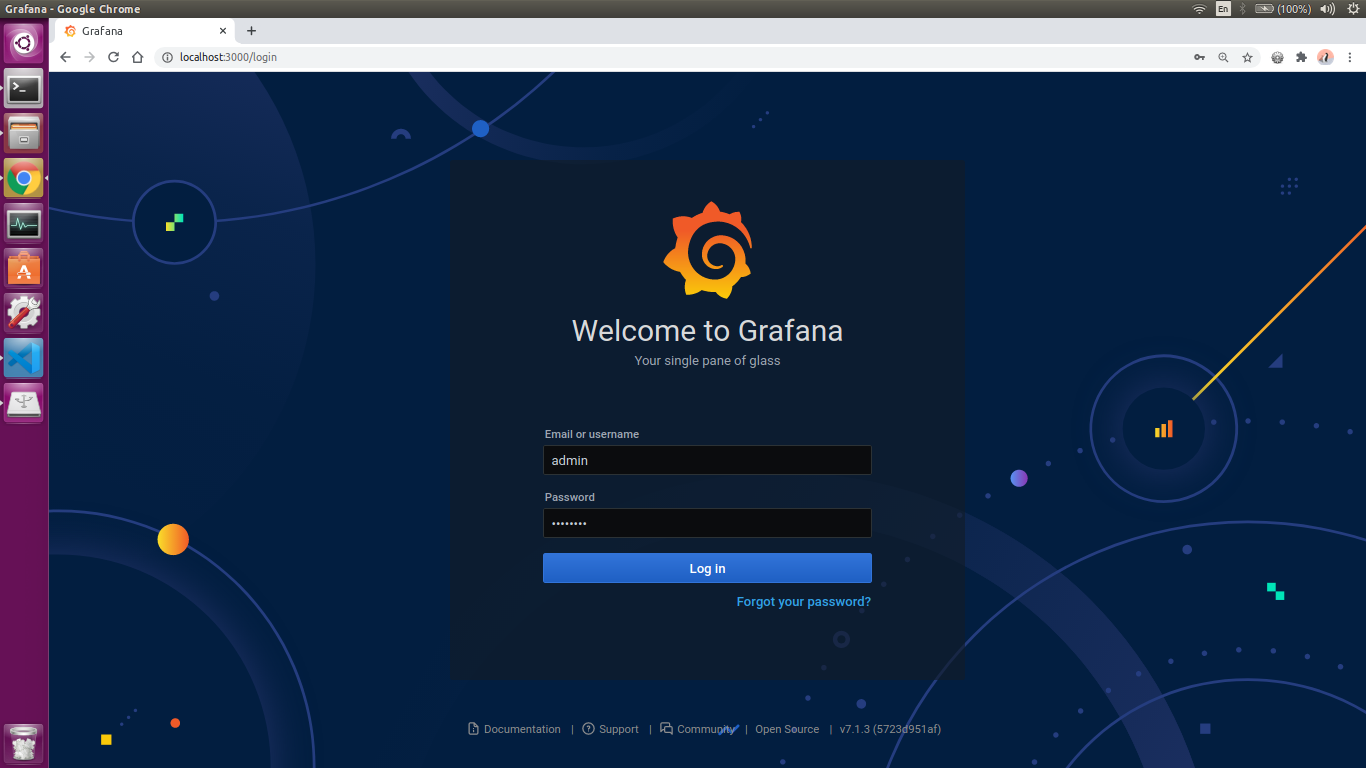 Grafana - Google Chrome
En
(100%)
Grafana
localhost:3000/login
Welcome to Grafana
Your single pane of glass
Email or username
admin
Password
••••••••
Log in
Forgot your password?
Documentation | Support | Community | Open Source | v7.1.3 (5723d951af)